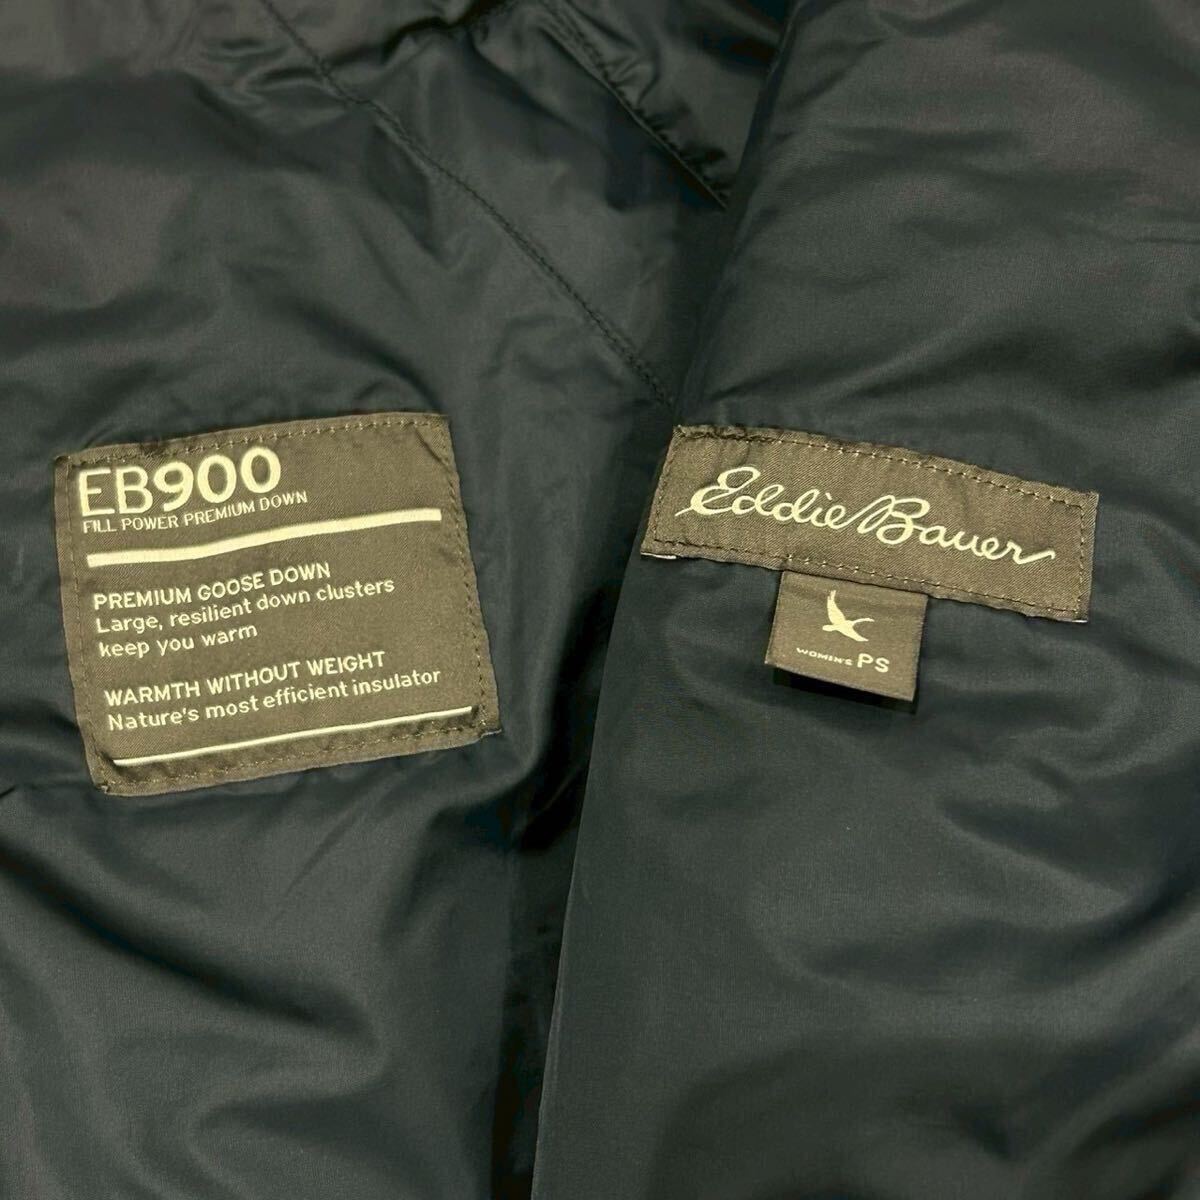 EB900
FILL POWER PREMIUM DOWN
PREMIUM GOOSE DOWN
Large, resilient down clusters
keep you warm
WARMTH WITHOUT WEIGHT
Nature's most efficient insulator
Eddie Bauer
WOMEN'S PS